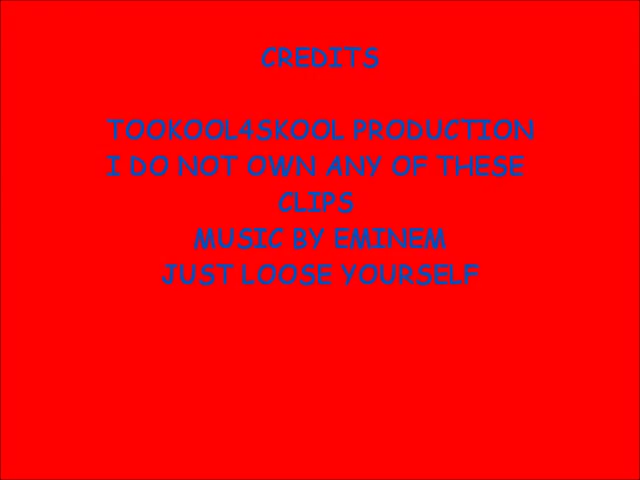 CREDITS
TOOKOOL4SKOOL PRODUCTION
I DO NOT OWN ANY OF THESE
CLIPS
MUSIC BY EMINEM
JUST LOOSE YOURSELF